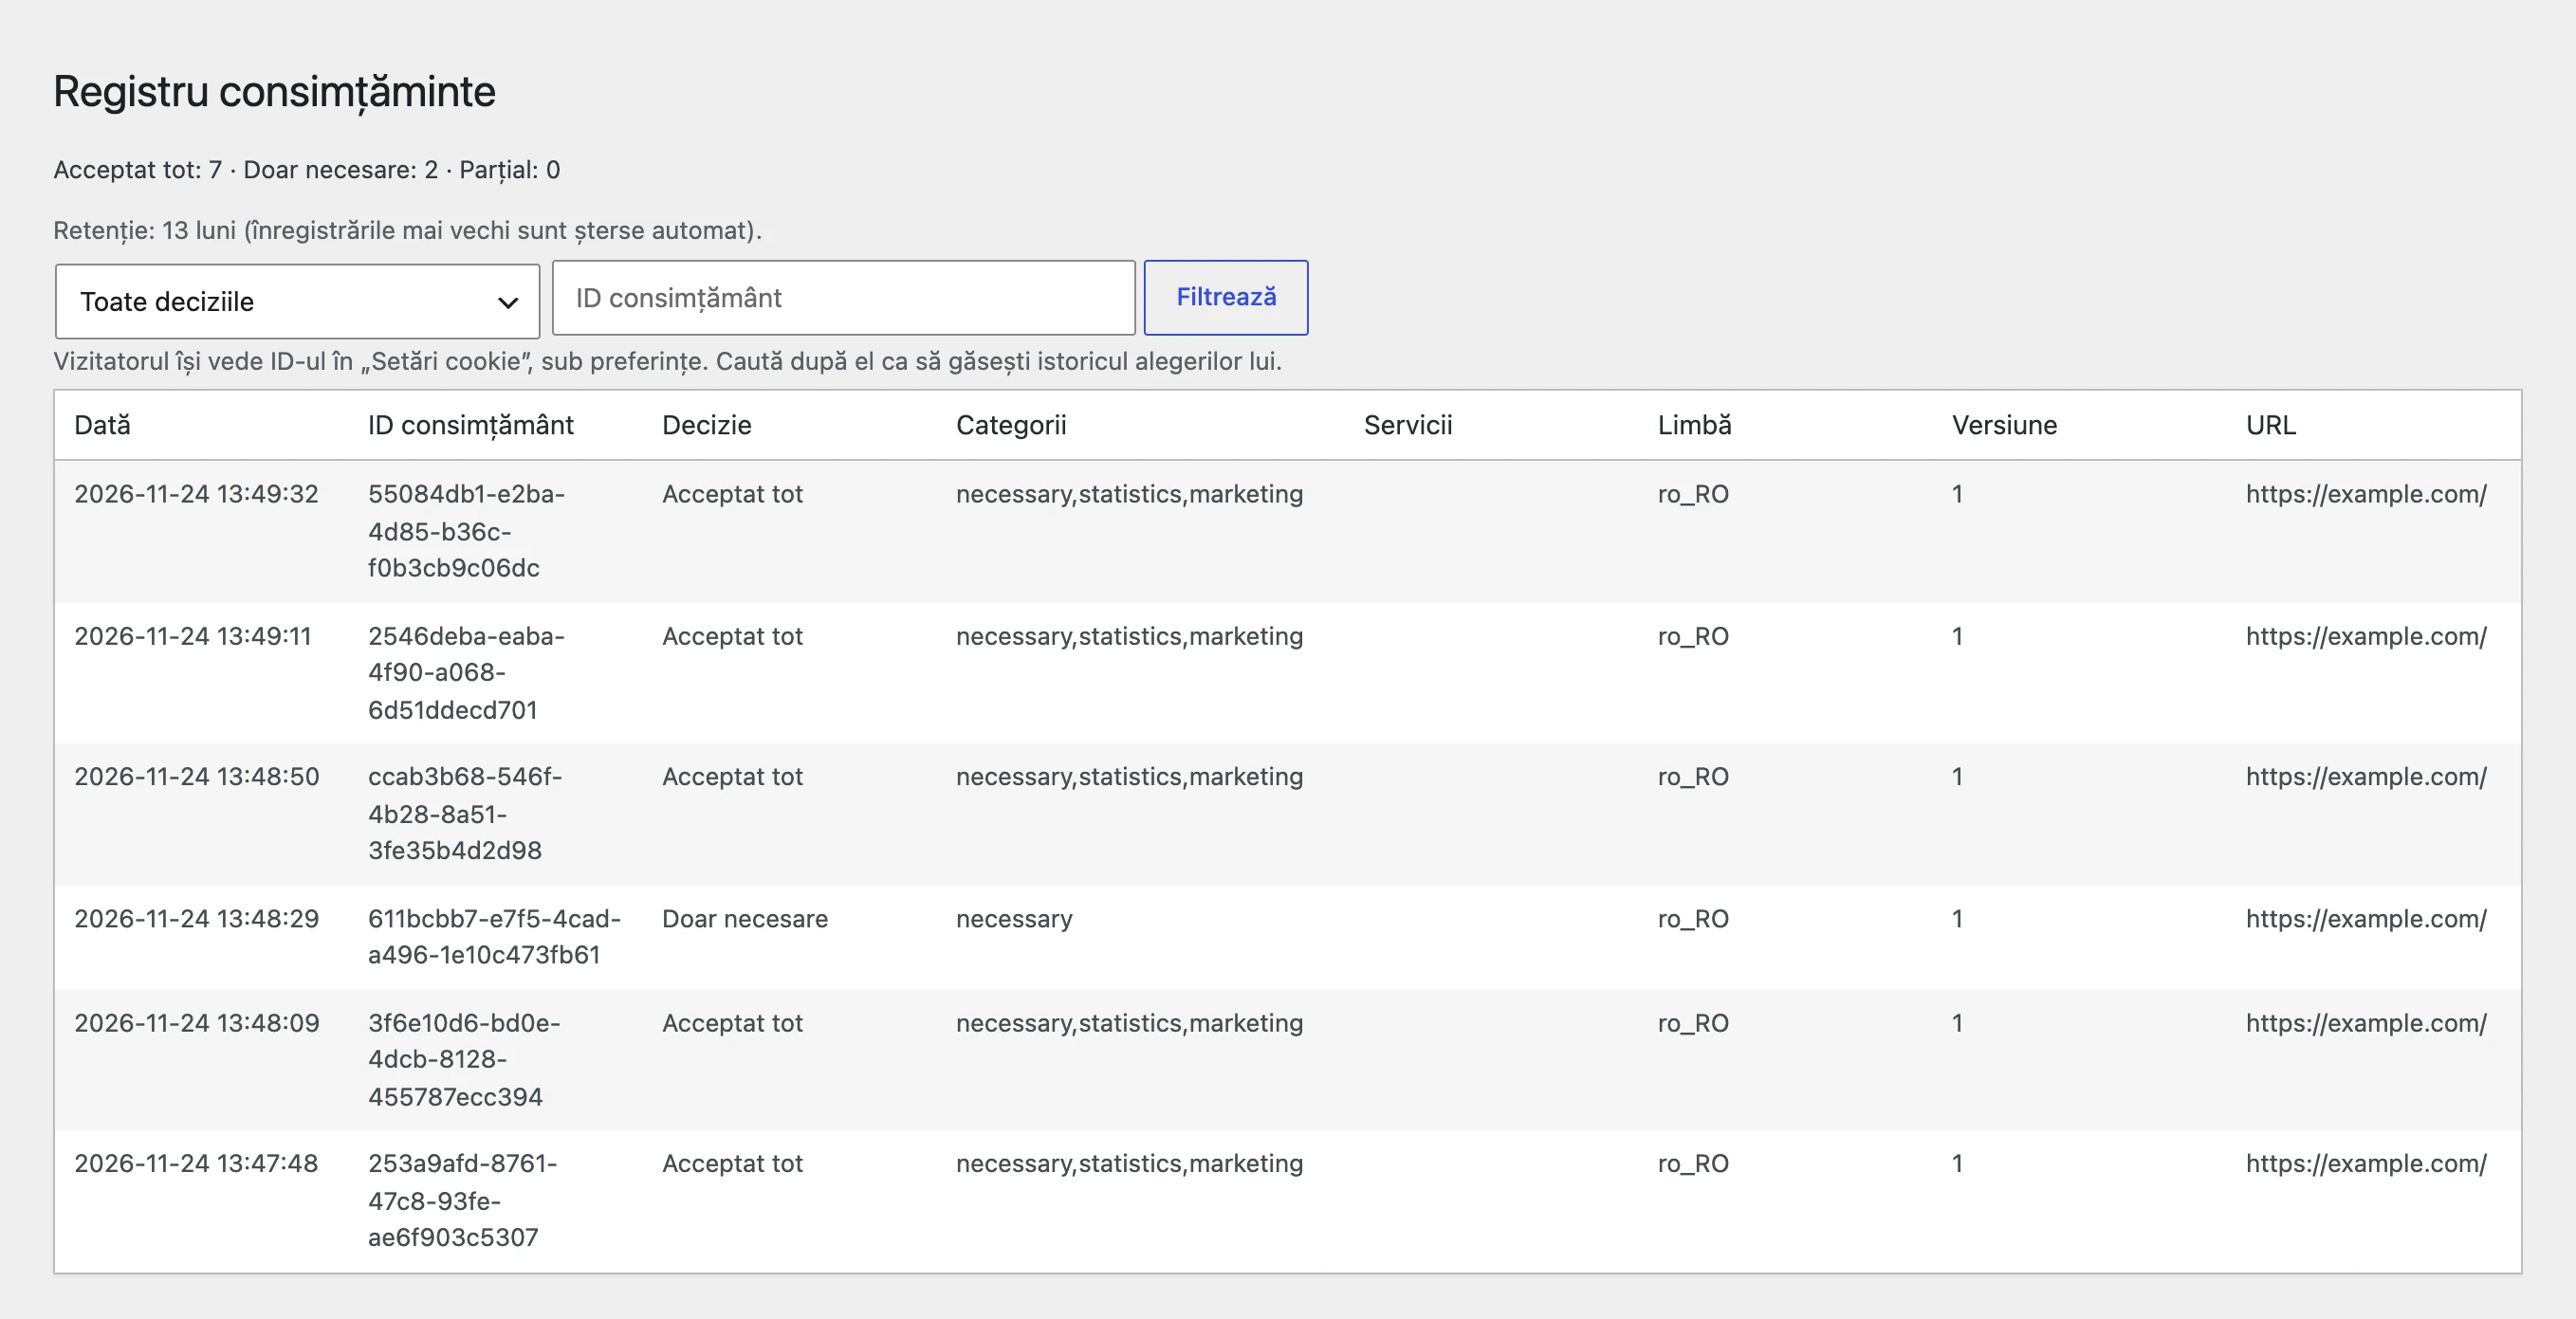 Registru consimțăminte
Acceptat tot: 7 · Doar necesare: 2 · Parțial: 0
Retenție: 13 luni (înregistrările mai vechi sunt șterse automat).
Toate deciziile
ID consimțământ
Filtrează
Vizitatorul își vede ID-ul în „Setări cookie”, sub preferințe. Caută după el ca să găsești istoricul alegerilor lui.
Dată ID consimțământ Decizie Categorii Servicii Limbă Versiune URL
2026-11-24 13:49:32 55084db1-e2ba- Acceptat tot necessary,statistics,marketing ro_RO 1 https://example.com/
4d85-b36c-
f0b3cb9c06dc
2026-11-24 13:49:11 2546deba-eaba- Acceptat tot necessary,statistics,marketing ro_RO 1 https://example.com/
4f90-a068-
6d51ddecd701
2026-11-24 13:48:50 ccab3b68-546f- Acceptat tot necessary,statistics,marketing ro_RO 1 https://example.com/
4b28-8a51-
3fe35b4d2d98
2026-11-24 13:48:29 611bcbb7-e7f5-4cad- Doar necesare necessary ro_RO 1 https://example.com/
a496-1e10c473fb61
2026-11-24 13:48:09 3f6e10d6-bd0e- Acceptat tot necessary,statistics,marketing ro_RO 1 https://example.com/
4dcb-8128-
455787ecc394
2026-11-24 13:47:48 253a9afd-8761- Acceptat tot necessary,statistics,marketing ro_RO 1 https://example.com/
47c8-93fe-
ae6f903c5307